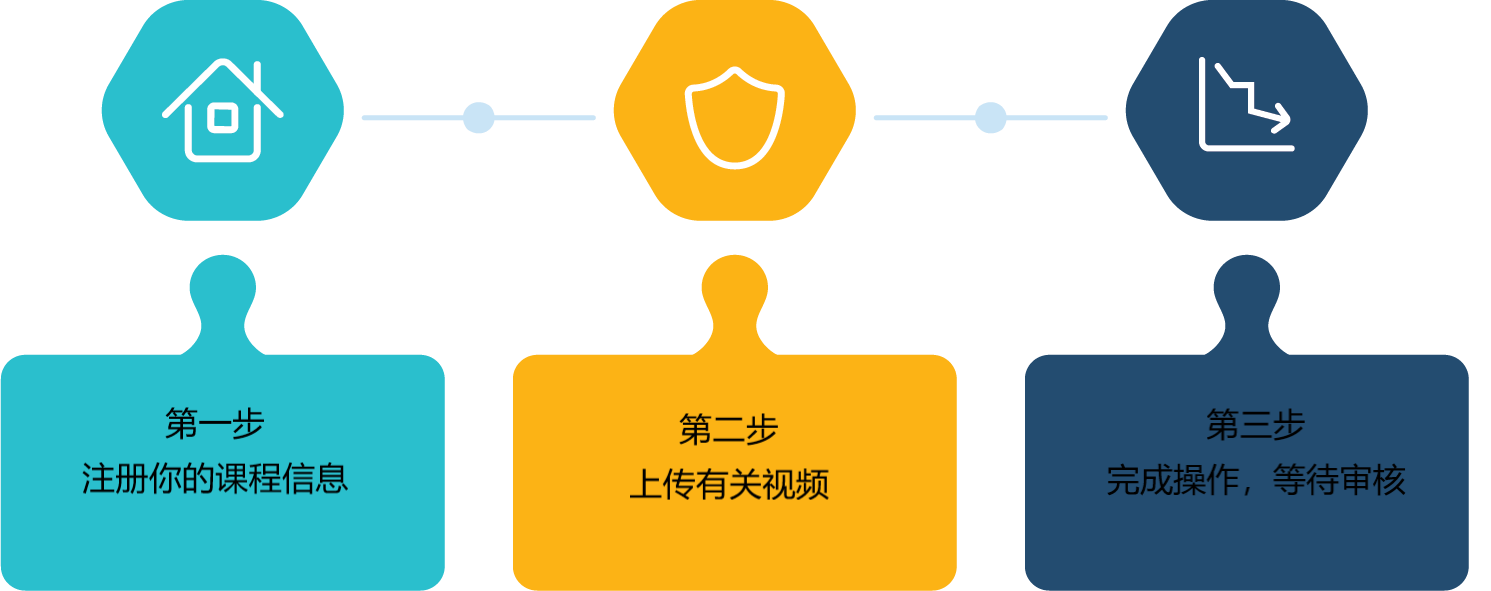 第一步
注册你的课程信息
第二步
上传有关视频
第三步
完成操作，等待审核